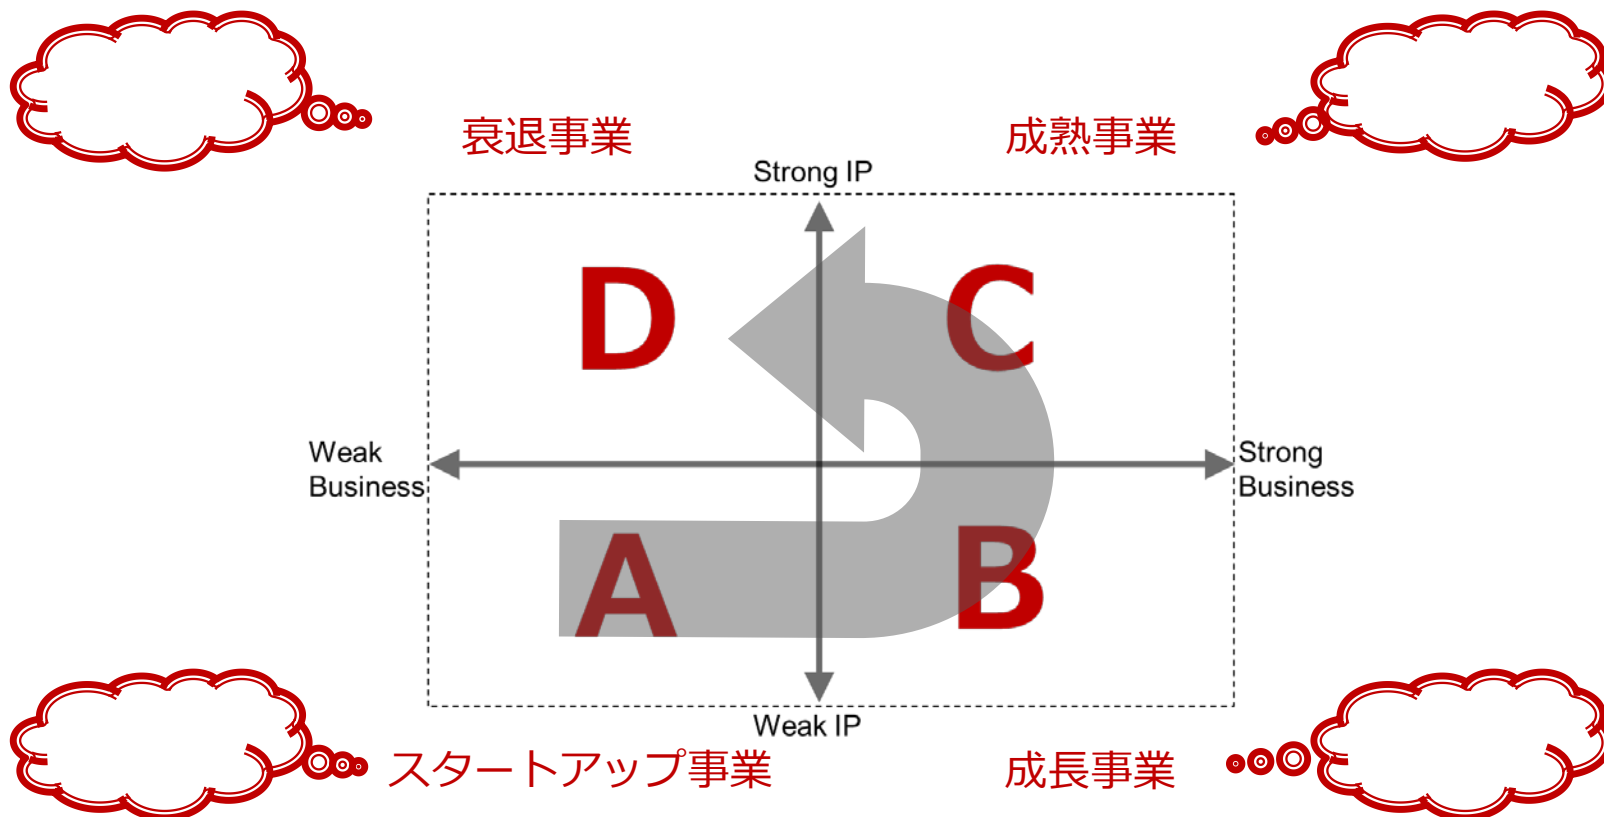 衰退事業
成熟事業
Strong IP
D
C
Weak
Business
Strong
Business
A
B
Weak IP
スタートアップ事業
成長事業